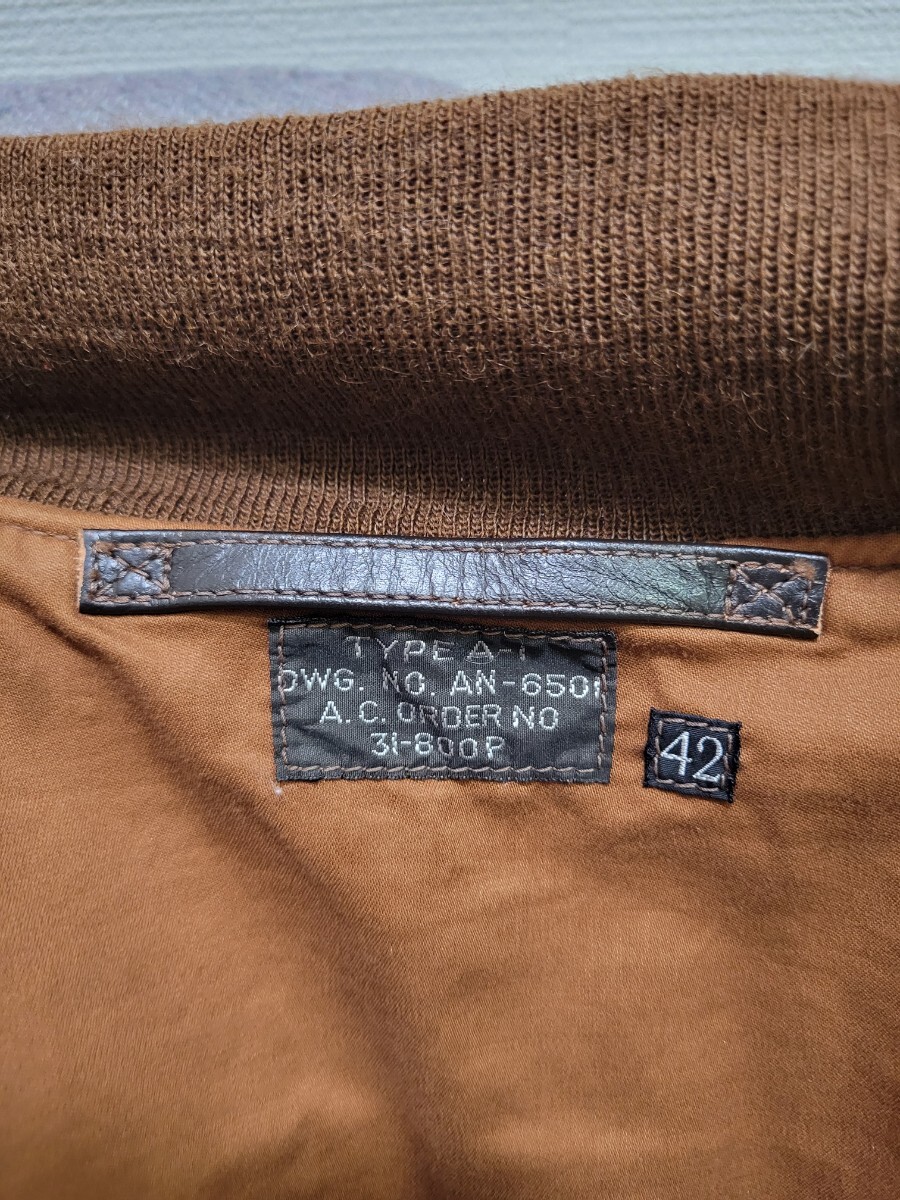 TYPE A-1
DWG. NO. AN-6501
A. C. ORDER NO
31-800P
42